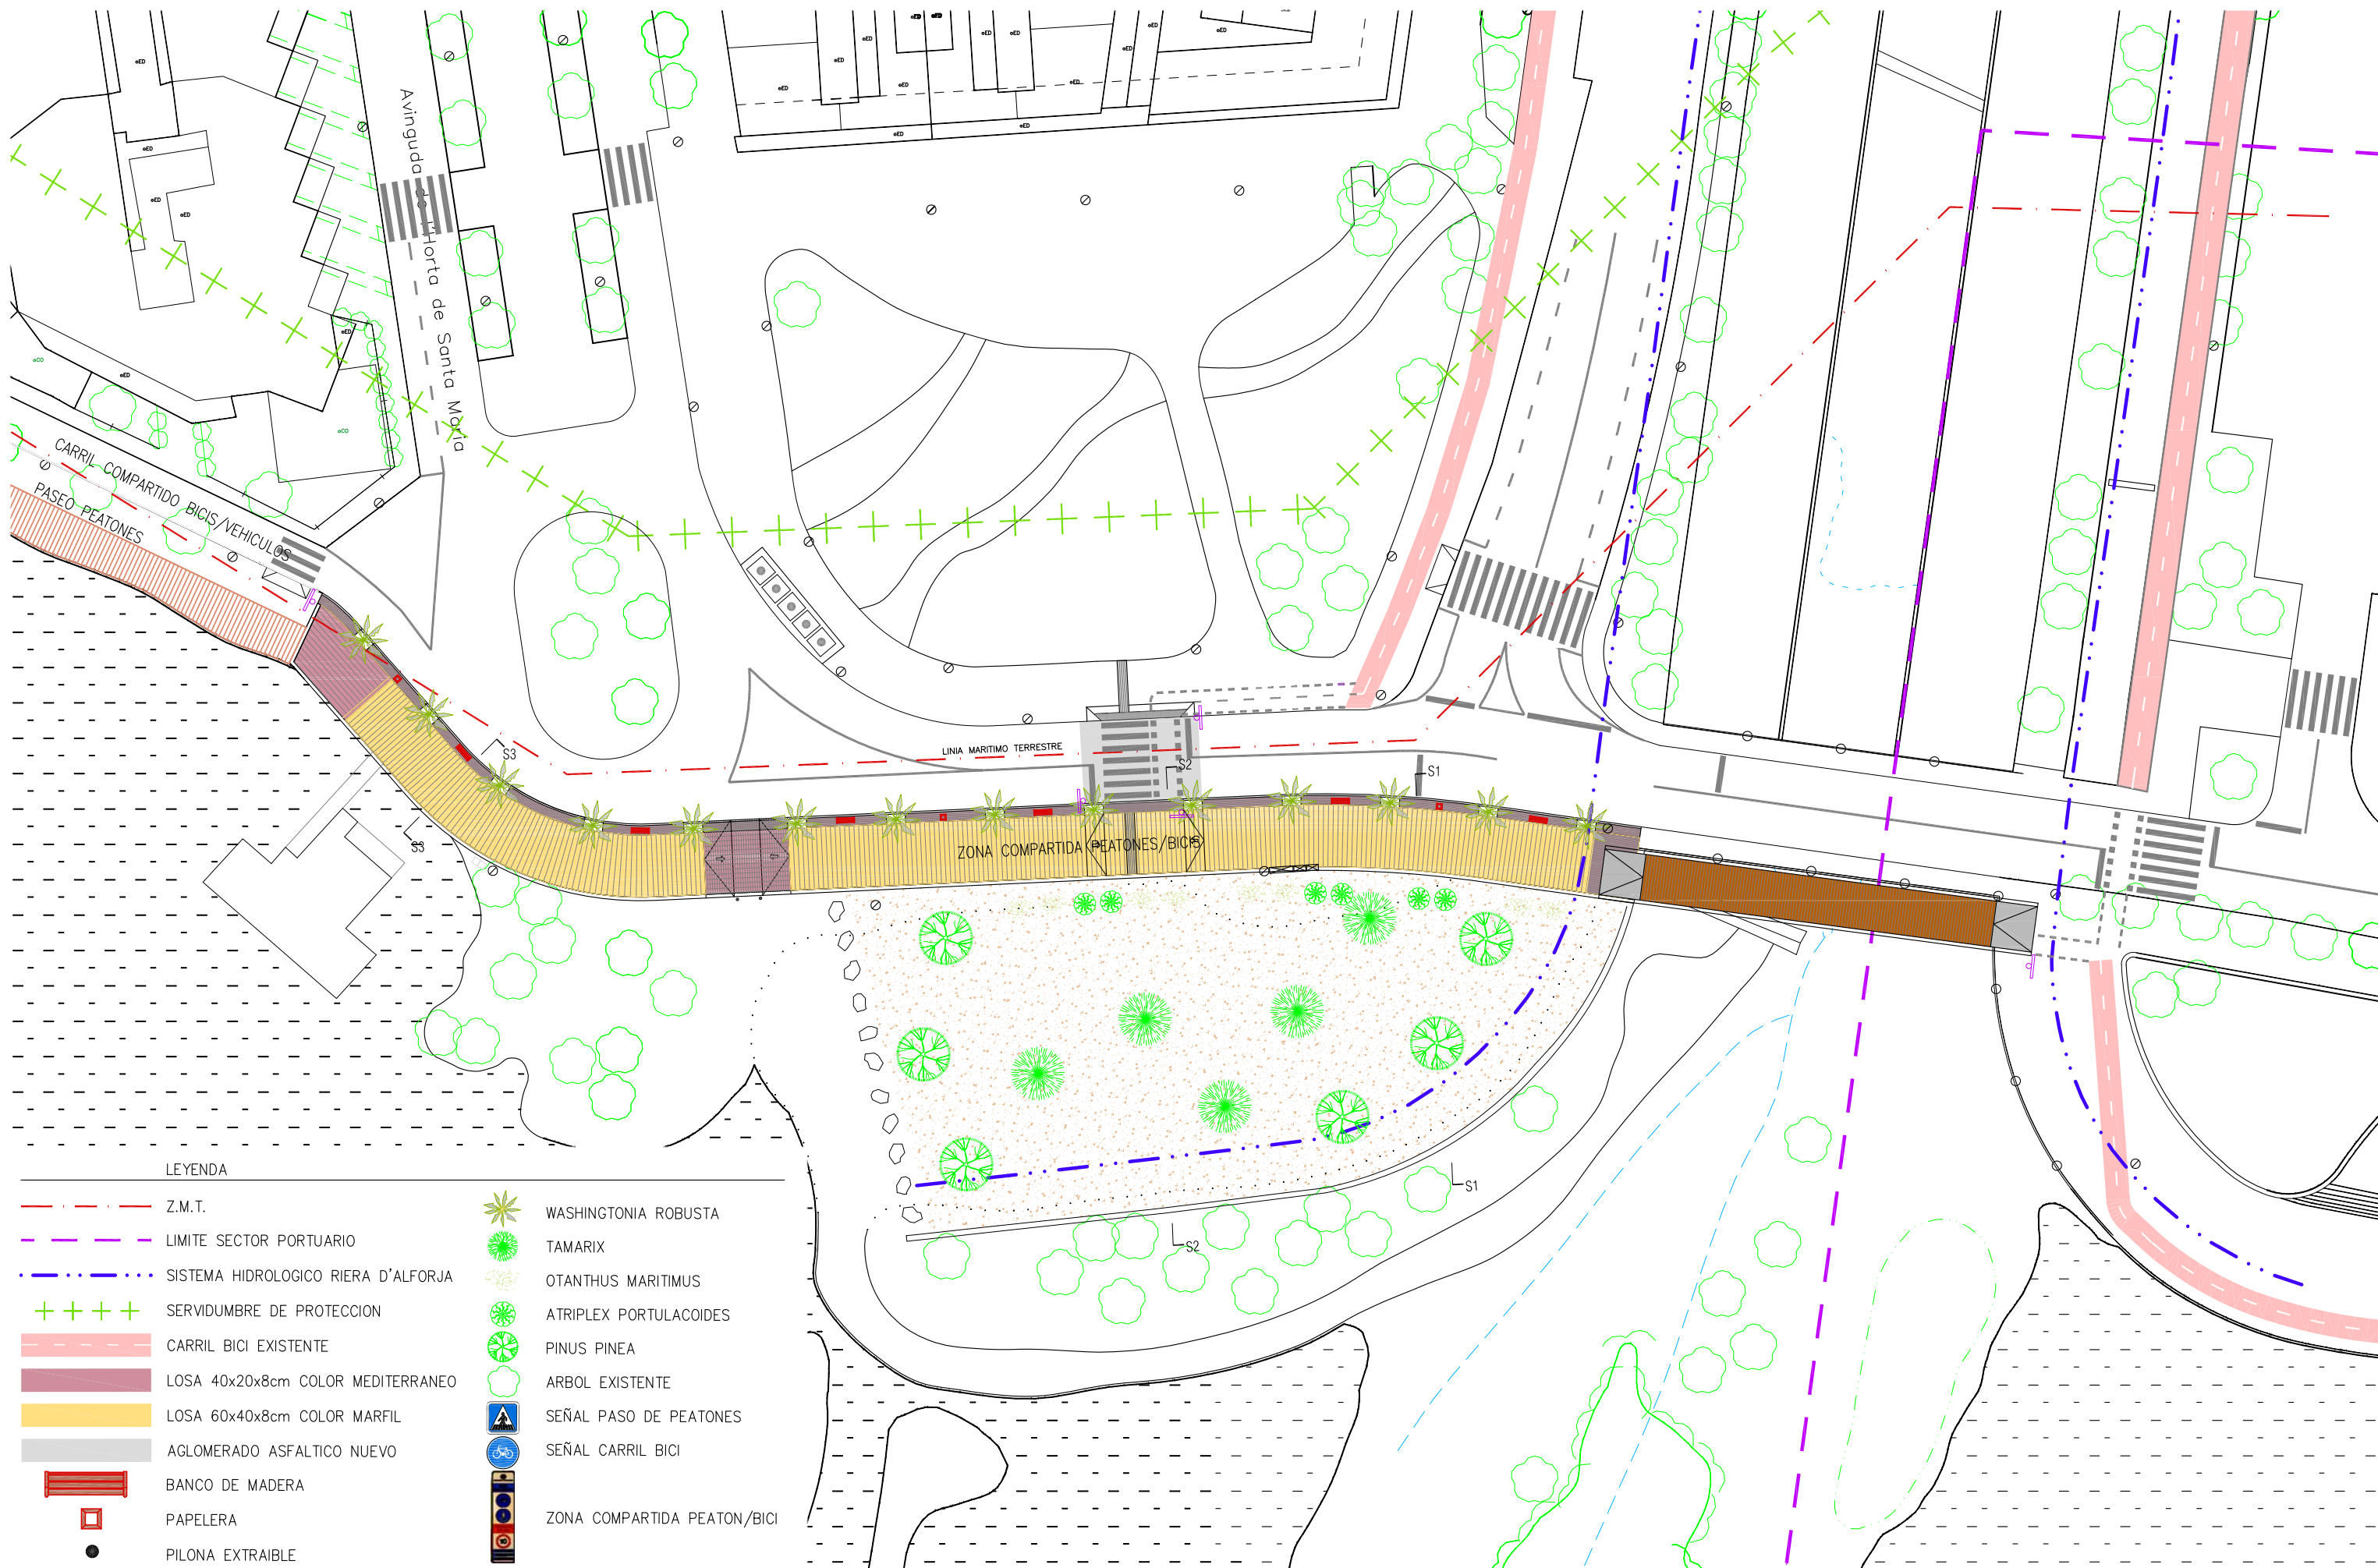 Avinguda de l'Horta de Santa Maria
CARRIL COMPARTIDO BICIS/VEHICULOS
PASEO PEATONES
LINIA MARITIMO TERRESTRE
S3
S3
S2
S1
ZONA COMPARTIDA PEATONES/BICIS
S1
S2
LEYENDA
Z.M.T.
LIMITE SECTOR PORTUARIO
SISTEMA HIDROLOGICO RIERA D'ALFORJA
SERVIDUMBRE DE PROTECCION
CARRIL BICI EXISTENTE
LOSA 40x20x8cm COLOR MEDITERRANEO
LOSA 60x40x8cm COLOR MARFIL
AGLOMERADO ASFALTICO NUEVO
BANCO DE MADERA
PAPELERA
PILONA EXTRAIBLE
WASHINGTONIA ROBUSTA
TAMARIX
OTANTHUS MARITIMUS
ATRIPLEX PORTULACOIDES
PINUS PINEA
ARBOL EXISTENTE
SEÑAL PASO DE PEATONES
SEÑAL CARRIL BICI
ZONA COMPARTIDA PEATON/BICI